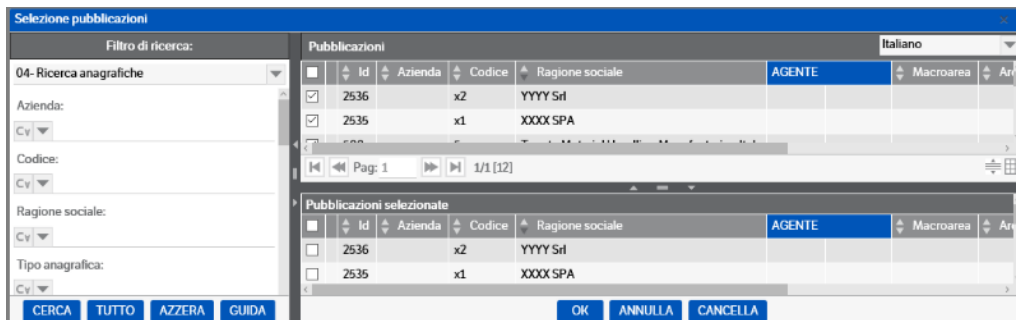 Selezione pubblicazioni
Filtro di ricerca:
04- Ricerca anagrafiche
Azienda:
Codice:
Ragione sociale:
Tipo anagrafica:
CERCA TUTTO AZZERA GUIDA
Pubblicazioni Italiano
Id Azienda Codice Ragione sociale AGENTE Macroarea
2536 x2 YYYY Srl
2535 x1 XXXX SPA
Pag: 1 1/1 [12]
Pubblicazioni selezionate
Id Azienda Codice Ragione sociale AGENTE Macroarea
2536 x2 YYYY Srl
2535 x1 XXXX SPA
OK ANNULLA CANCELLA